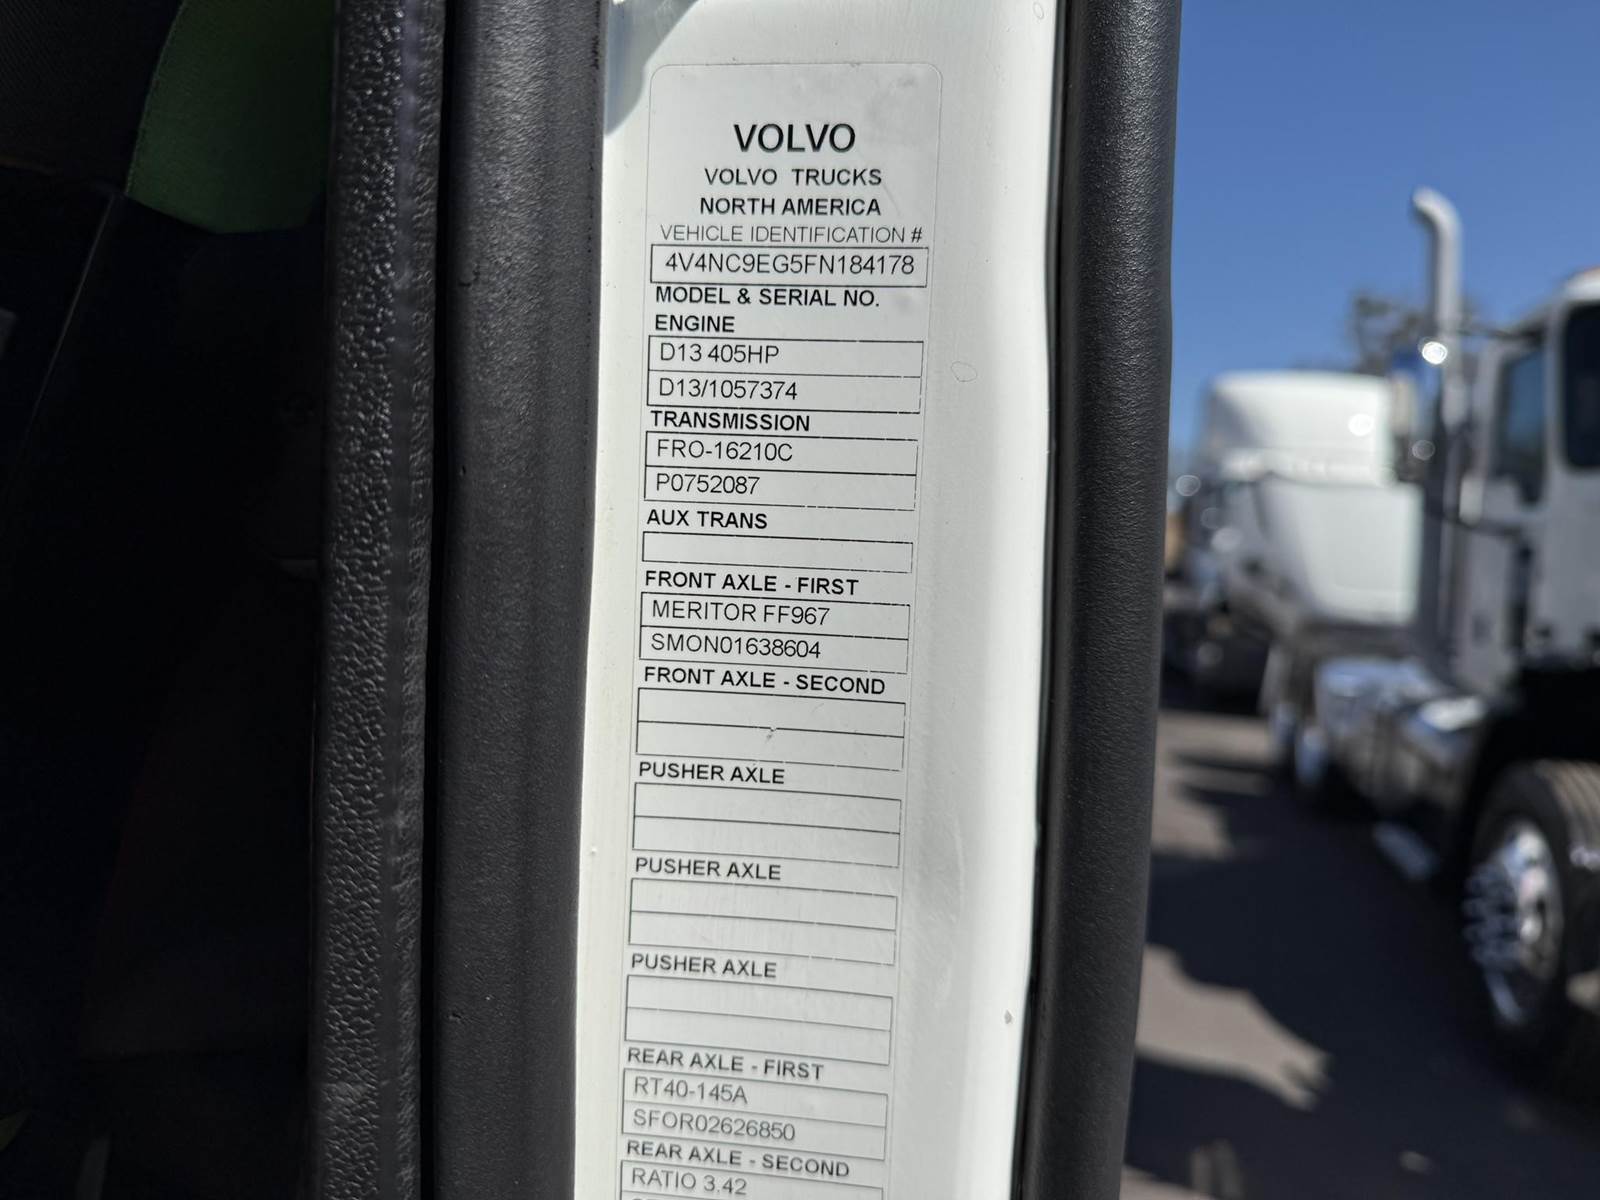 VOLVO
VOLVO TRUCKS
NORTH AMERICA
VEHICLE IDENTIFICATION #
4V4NC9EG5FN184178
MODEL & SERIAL NO.
ENGINE
D13 405HP
D13/1057374
TRANSMISSION
FRO-16210C
P0752087
AUX TRANS
FRONT AXLE - FIRST
MERITOR FF967
SMON01638604
FRONT AXLE - SECOND
PUSHER AXLE
PUSHER AXLE
PUSHER AXLE
REAR AXLE - FIRST
RT40-145A
SFOR02626850
REAR AXLE - SECOND
RATIO 3.42